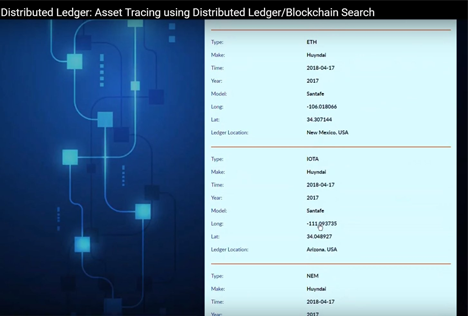 Distributed Ledger: Asset Tracing using Distributed Ledger/Blockchain Search
Type: ETH
Make: Huyndai
Time: 2018-04-17
Year: 2017
Model: Santafe
Long: -106.018066
Lat: 34.307144
Ledger Location: New Mexico, USA
Type: IOTA
Make: Huyndai
Time: 2018-04-17
Year: 2017
Model: Santafe
Long: -111.093735
Lat: 34.048927
Ledger Location: Arizona, USA
Type: NEM
Make: Huyndai
Time: 2018-04-17
Year: 2017